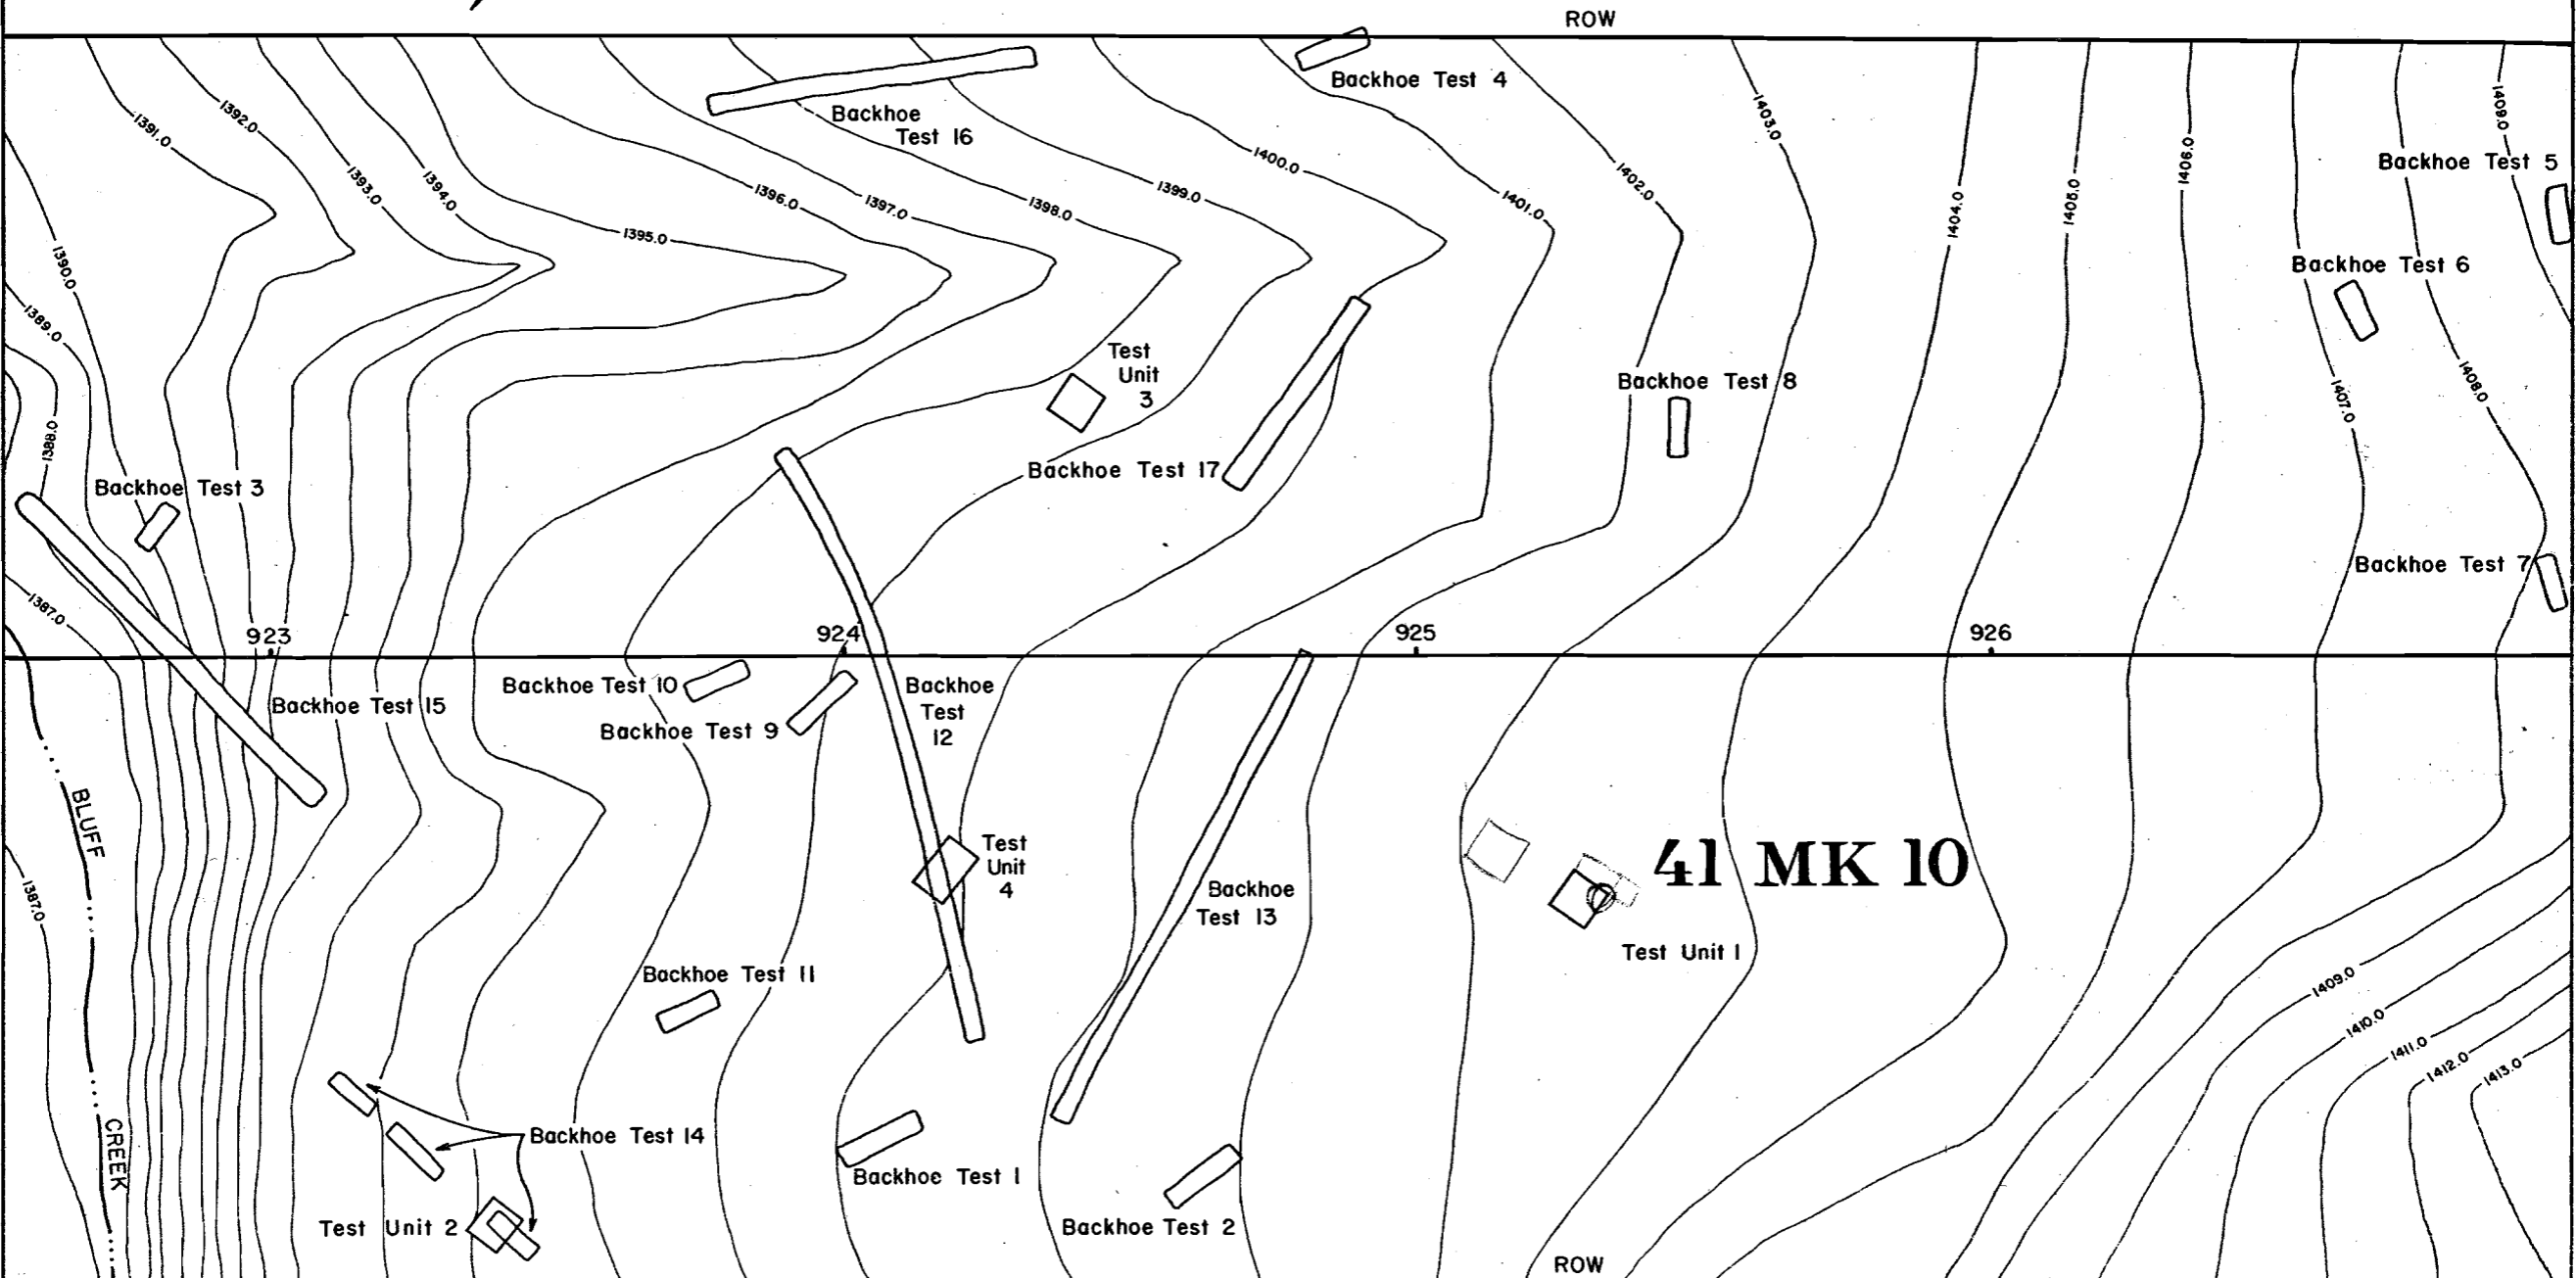 ROW
Backhoe Test 4
Backhoe
Test 16
1391.0
1392.0
1393.0
1394.0
1390.0
1389.0
1388.0
1387.0
1395.0
1396.0
1397.0
1398.0
1399.0
1400.0
1401.0
1402.0
1403.0
1404.0
1405.0
1406.0
1409.0
Backhoe Test 5
Backhoe Test 6
1407.0
1408.0
Test
Unit
3
Backhoe Test 8
Backhoe Test 17
Backhoe Test 3
Backhoe Test 7
923
924
925
926
Backhoe Test 10
Backhoe Test 9
Backhoe
Test
12
Backhoe Test 15
BLUFF
CREEK
1387.0
Test
Unit
4
Backhoe
Test 13
41 MK 10
Test Unit 1
Backhoe Test 11
1409.0
1410.0
1411.0
1412.0
1413.0
Backhoe Test 14
Backhoe Test 1
Test Unit 2
Backhoe Test 2
ROW